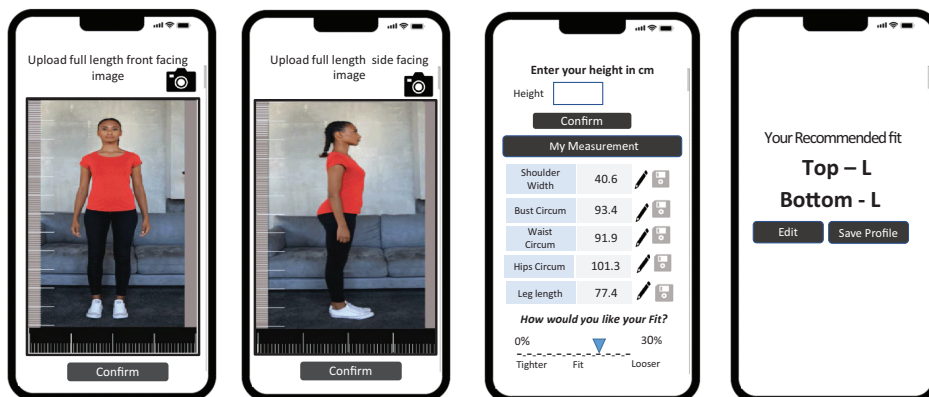 Upload full length front facing
image
Confirm
Upload full length side facing
image
Confirm
Enter your height in cm
Height
Confirm
My Measurement
Shoulder
Width
40.6
Bust Circum
93.4
Waist
Circum
91.9
Hips Circum
101.3
Leg length
77.4
How would you like your Fit?
0%
30%
Tighter
Fit
Looser
Your Recommended fit
Top – L
Bottom - L
Edit
Save Profile